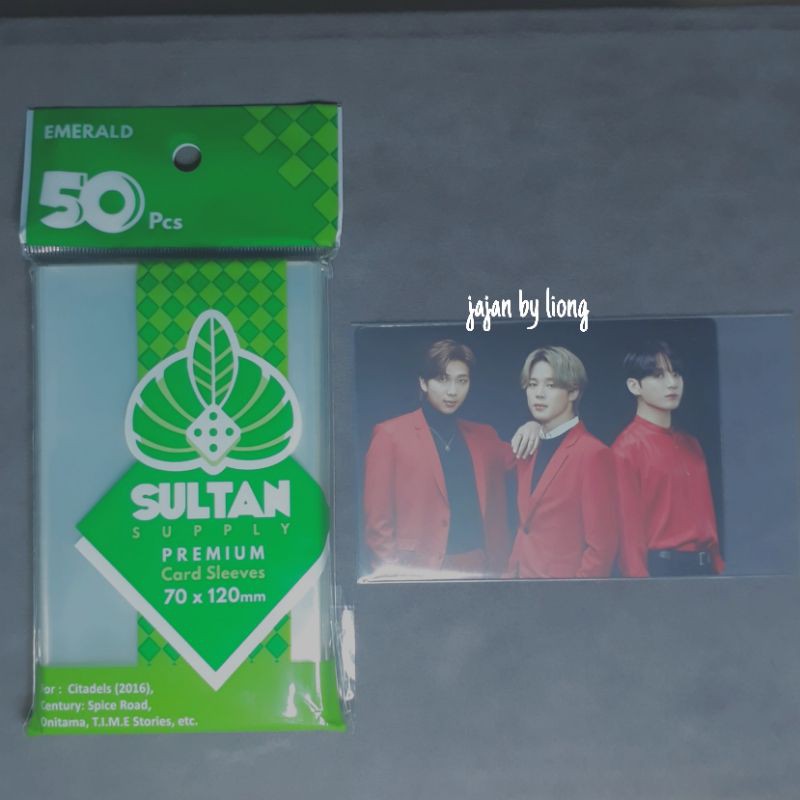 EMERALD
50 Pcs
jajan by liong
SULTAN
SUPPLY
PREMIUM
Card Sleeves
70 x 120mm
For : Citadels (2016),
Century: Spice Road,
Onitama, T.I.M.E Stories, etc.